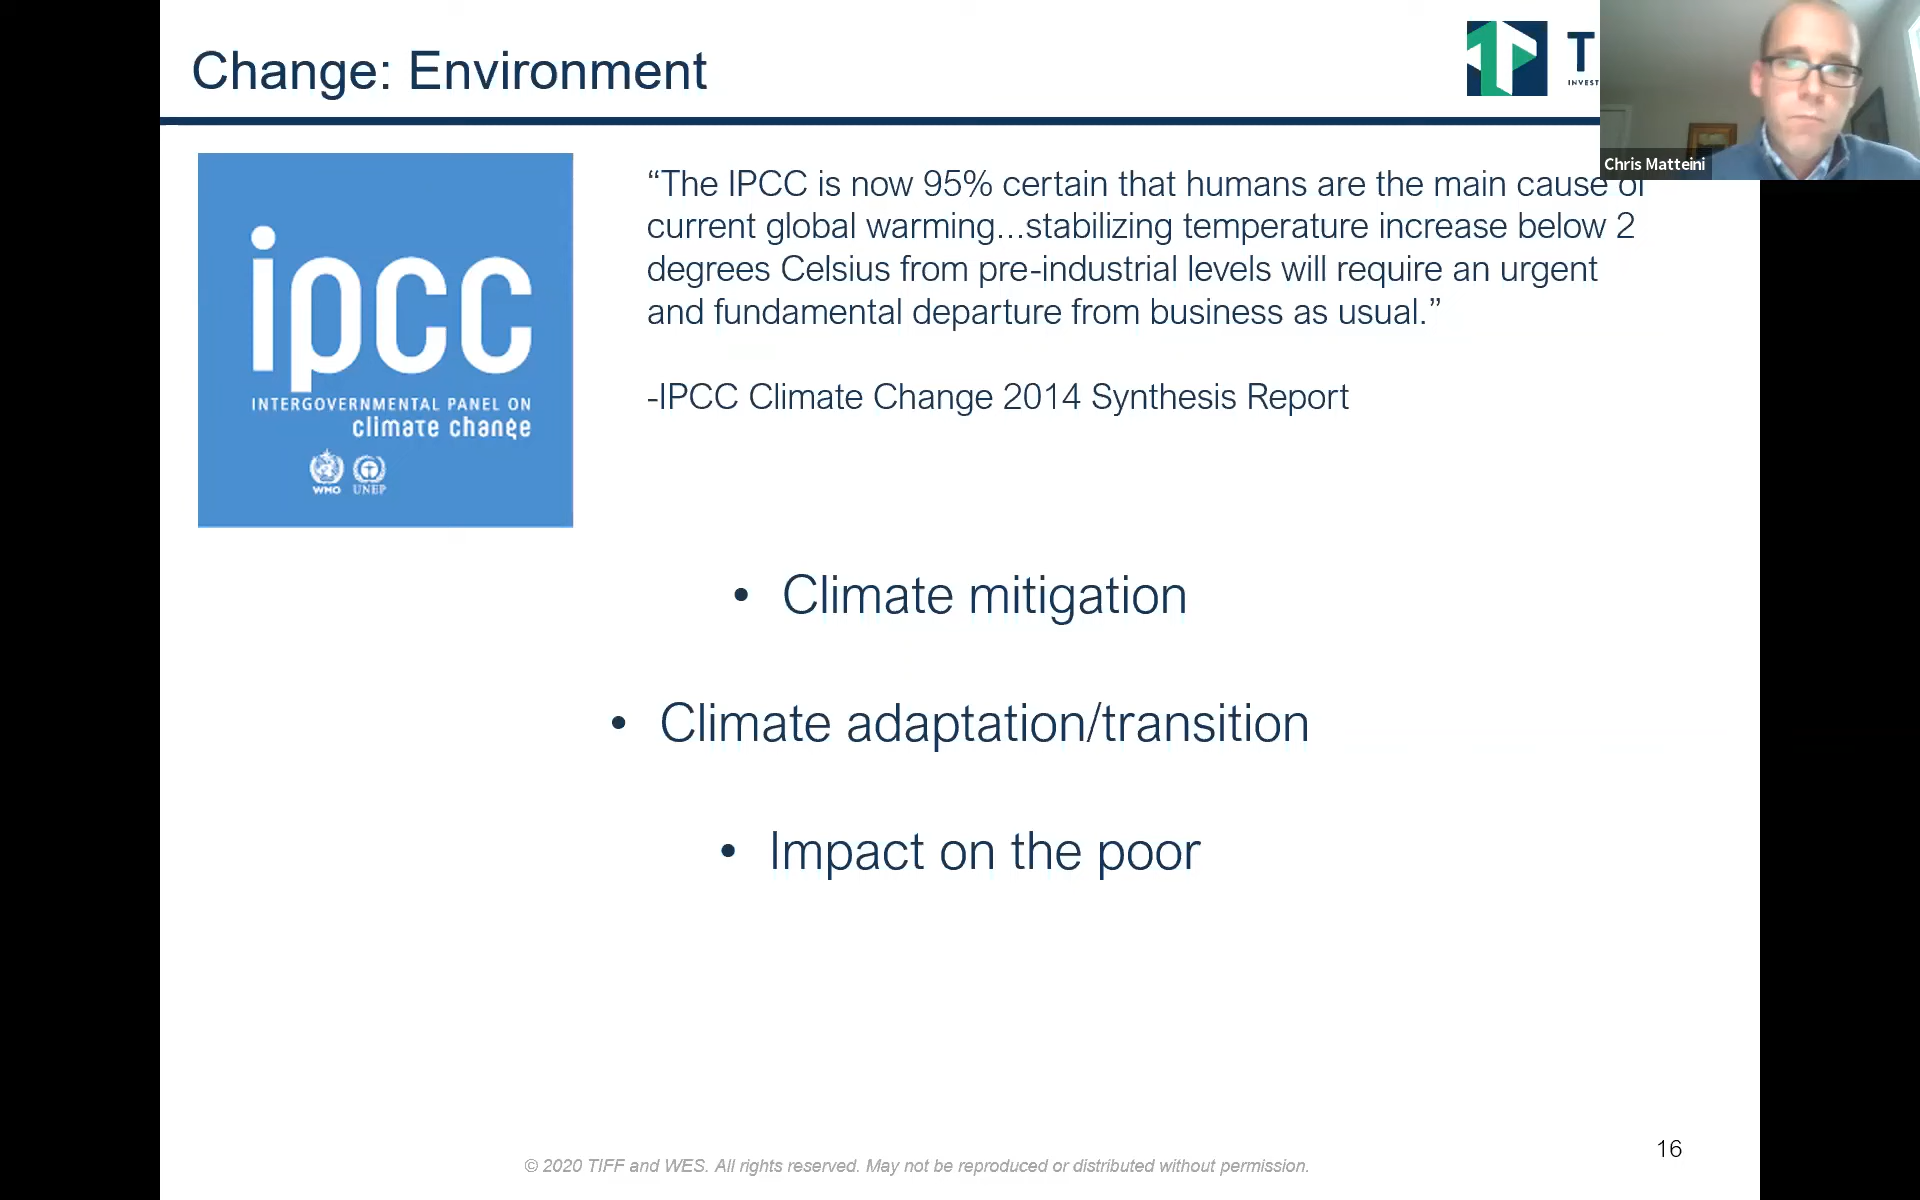 Change: Environment
T
INVEST
Chris Matteini
“The IPCC is now 95% certain that humans are the main cause of
current global warming...stabilizing temperature increase below 2
degrees Celsius from pre-industrial levels will require an urgent
and fundamental departure from business as usual.”
-IPCC Climate Change 2014 Synthesis Report
ipcc
INTERGOVERNMENTAL PANEL ON
climate change
WMO UNEP
• Climate mitigation
• Climate adaptation/transition
• Impact on the poor
© 2020 TIFF and WES. All rights reserved. May not be reproduced or distributed without permission.
16